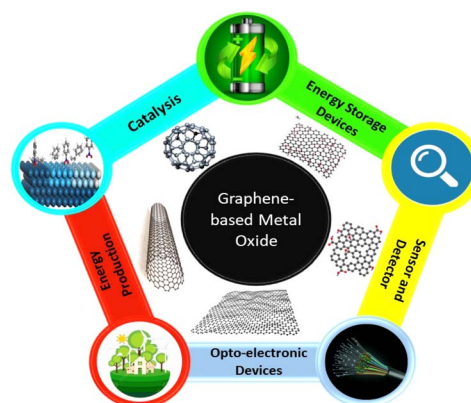 Catalysis
Energy Storage
Devices
Graphene-
based Metal
Oxide
Sensor and
Detector
Energy
Production
Opto-electronic
Devices